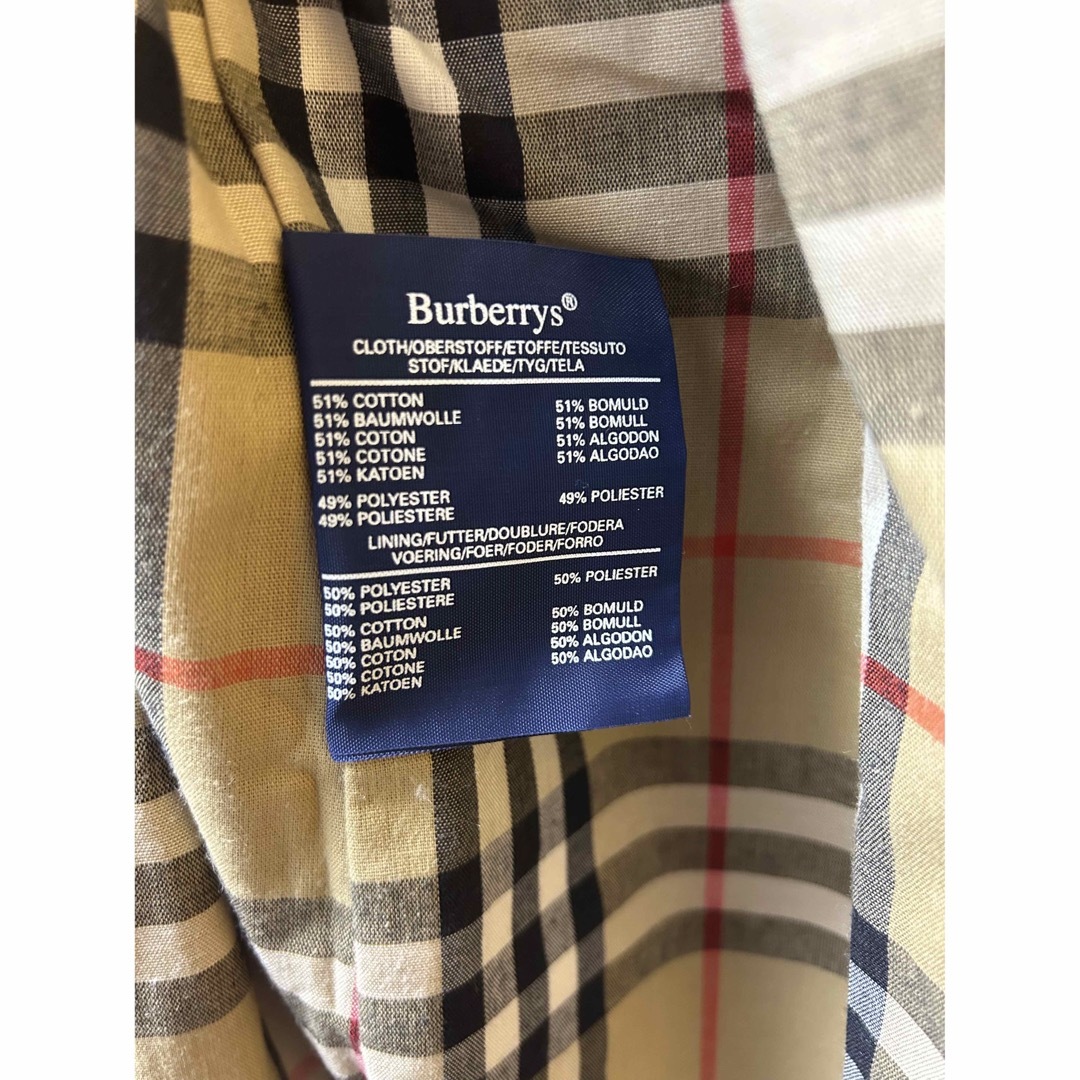 Burberrys®
CLOTH/OBERSTOFF/ETOFFE/TESSUTO
STOF/KLAEDE/TYG/TELA
51% COTTON
51% BAUMWOLLE
51% COTON
51% COTONE
51% KATOEN
51% BOMULD
51% BOMULL
51% ALGODON
51% ALGODAO
49% POLYESTER
49% POLIESTERE
49% POLIESTER
LINING/FUTTER/DOUBLURE/FODERA
VOERING/FOER/FODER/FORRO
50% POLYESTER
50% POLIESTERE
50% POLIESTER
50% COTTON
50% BAUMWOLLE
50% COTON
50% COTONE
50% KATOEN
50% BOMULD
50% BOMULL
50% ALGODON
50% ALGODAO